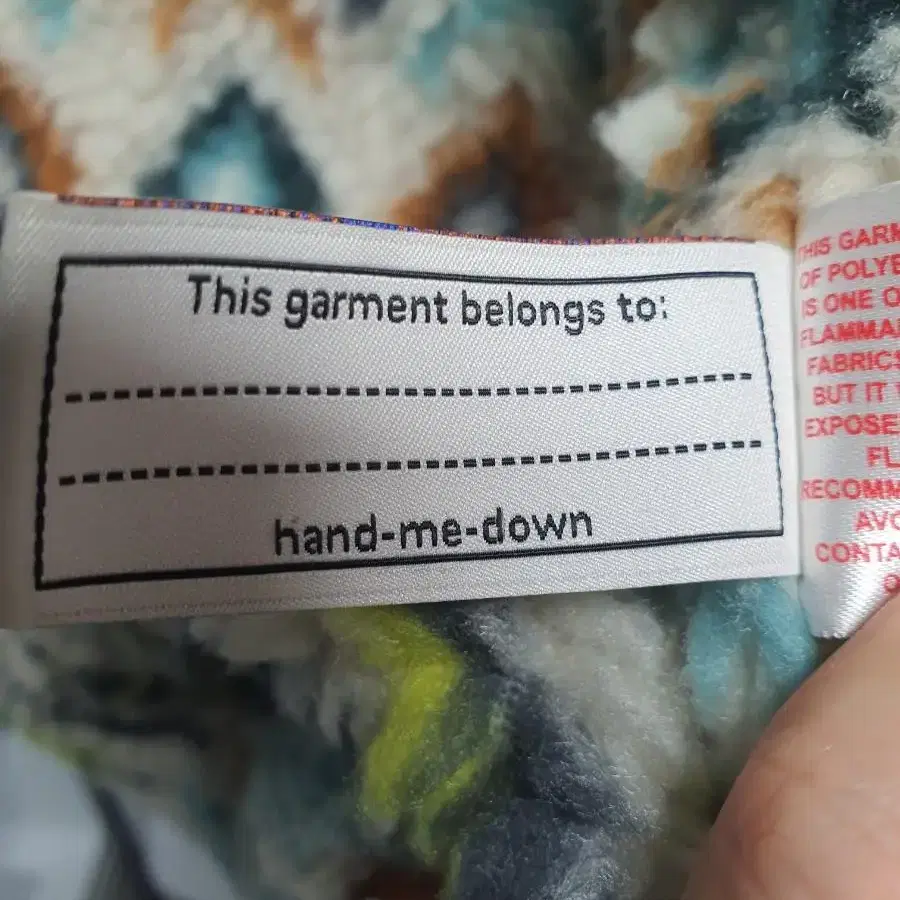 This garment belongs to:
hand-me-down
THIS GARM
OF POLYE
IS ONE O
FLAMMA
FABRICS
BUT IT
EXPOSE
FL
RECOMM
AVO
CONTA
O